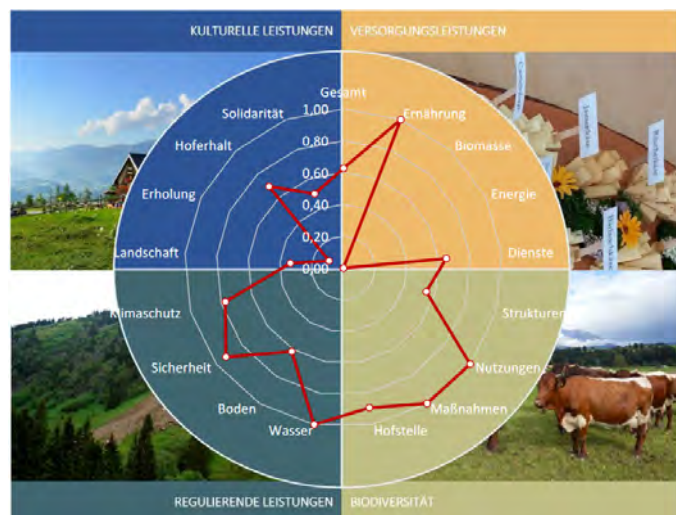 KULTURELLE LEISTUNGEN
VERSORGUNGSLEISTUNGEN
Gesamt
1,00
0,80
0,60
0,40
0,20
0,00
Ernährung
Biomasse
Energie
Dienste
Strukturen
Nutzungen
Maßnahmen
Hofstelle
Wasser
Boden
Sicherheit
Klimaschutz
Landschaft
Erholung
Hoferhalt
Solidarität
REGULIERENDE LEISTUNGEN
BIODIVERSITÄT